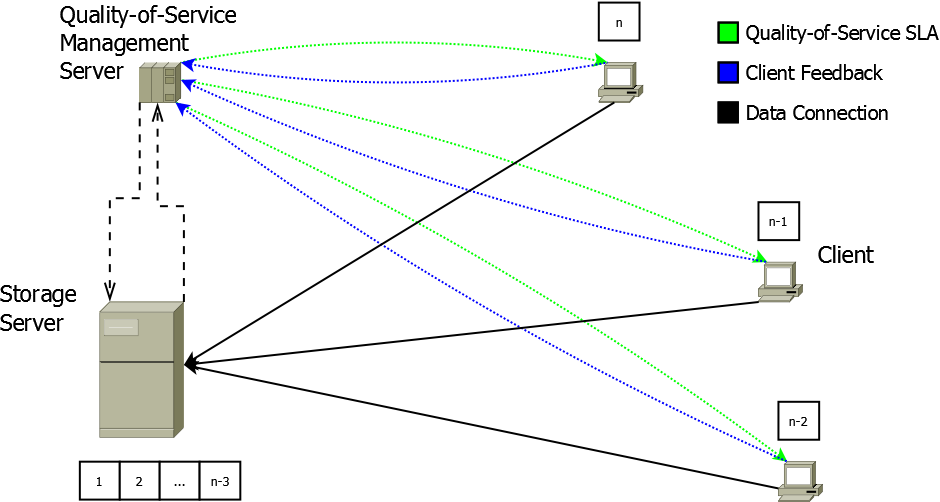 Quality-of-Service
Management
Server
n
Quality-of-Service SLA
Client Feedback
Data Connection
n-1
Client
Storage
Server
n-2
1 2 ... n-3